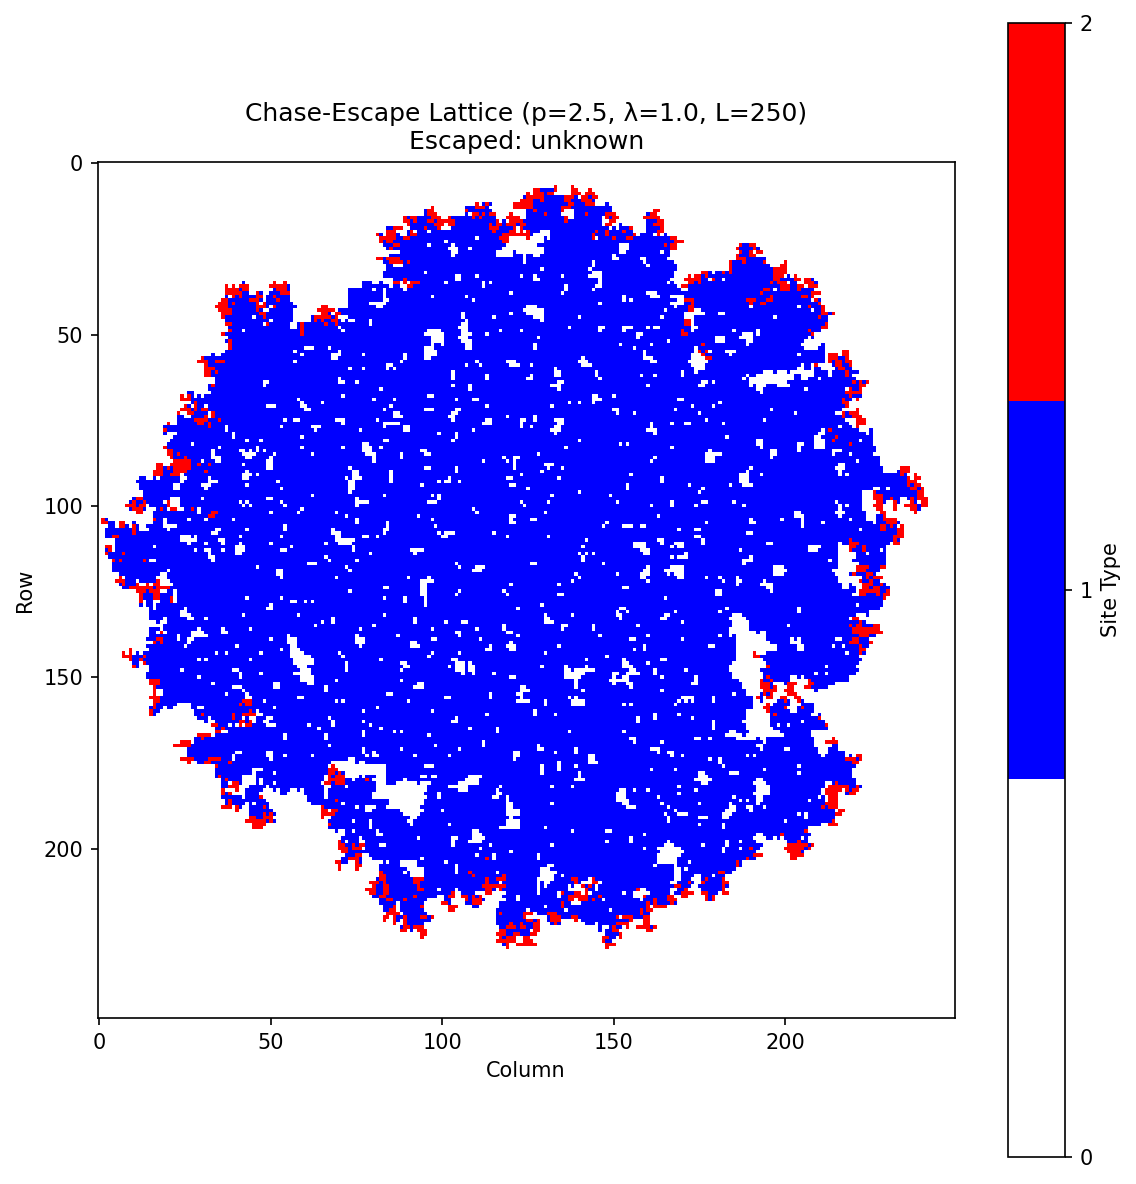 Chase-Escape Lattice (p=2.5, λ=1.0, L=250)
Escaped: unknown
0
50
100
150
200
Row
0
50
100
150
200
Column
2
1
0
Site Type